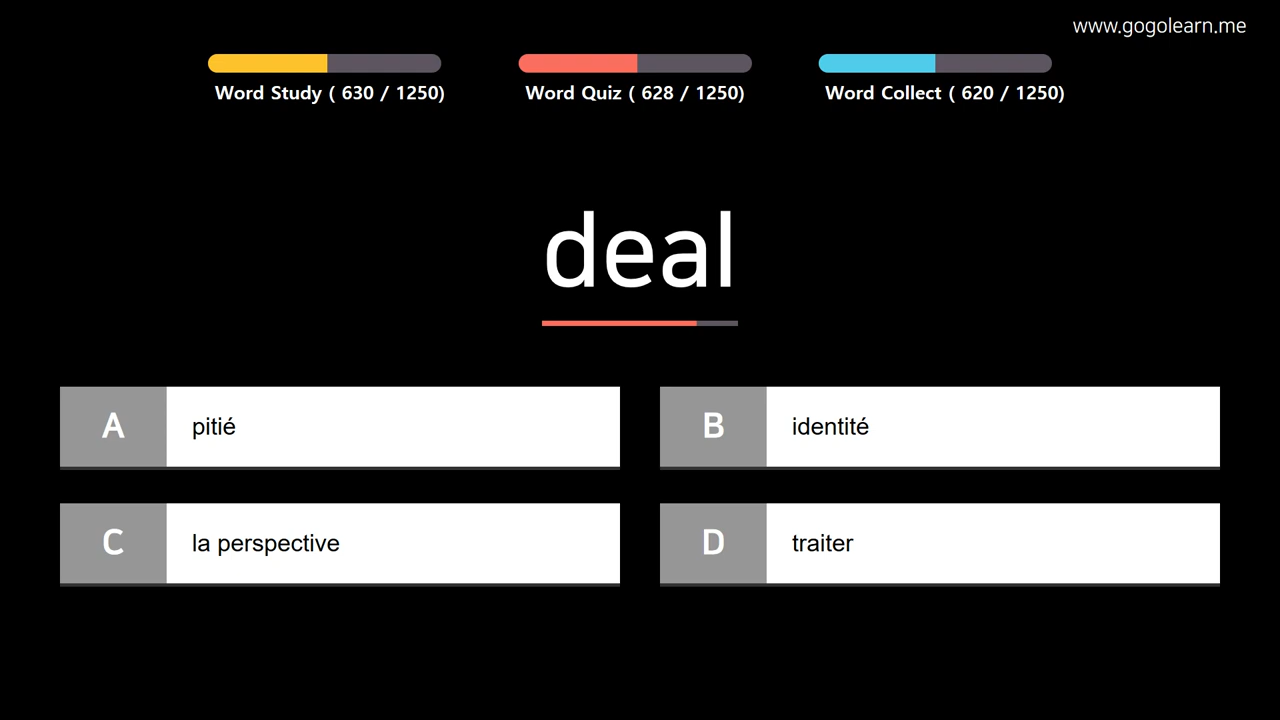 www.gogolearn.me
Word Study ( 630 / 1250)
Word Quiz ( 628 / 1250)
Word Collect ( 620 / 1250)
deal
A pitié
B identité
C la perspective
D traiter